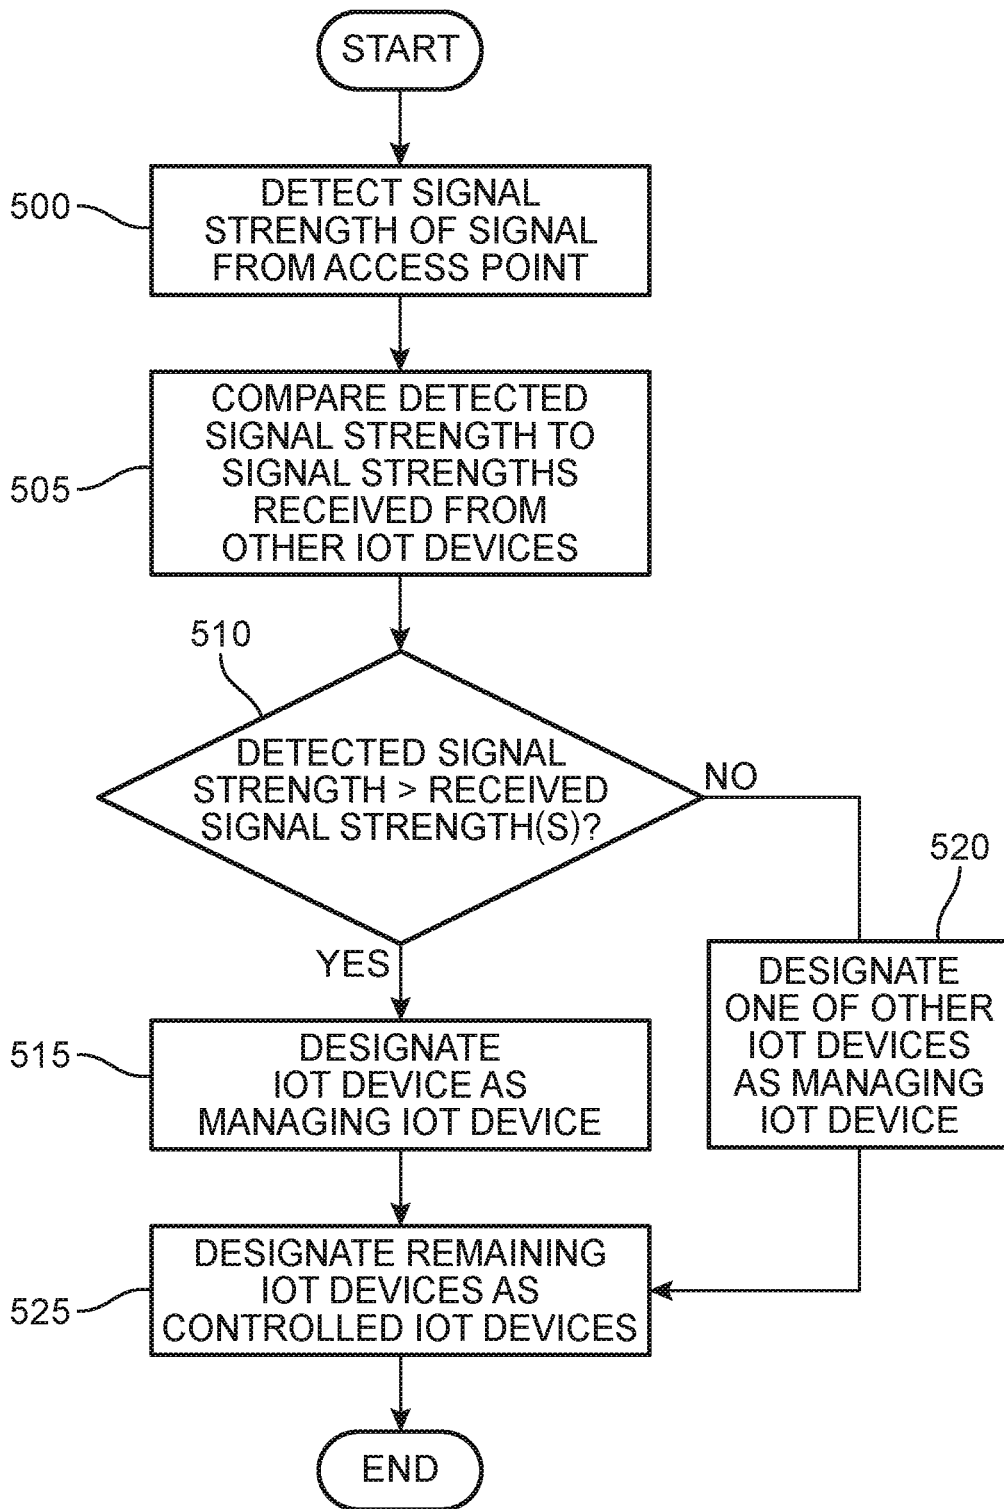 START
500
DETECT SIGNAL
STRENGTH OF SIGNAL
FROM ACCESS POINT
505
COMPARE DETECTED
SIGNAL STRENGTH TO
SIGNAL STRENGTHS
RECEIVED FROM
OTHER IOT DEVICES
510
DETECTED SIGNAL
STRENGTH > RECEIVED
SIGNAL STRENGTH(S)?
NO
YES
520
DESIGNATE
ONE OF OTHER
IOT DEVICES
AS MANAGING
IOT DEVICE
515
DESIGNATE
IOT DEVICE AS
MANAGING IOT DEVICE
525
DESIGNATE REMAINING
IOT DEVICES AS
CONTROLLED IOT DEVICES
END